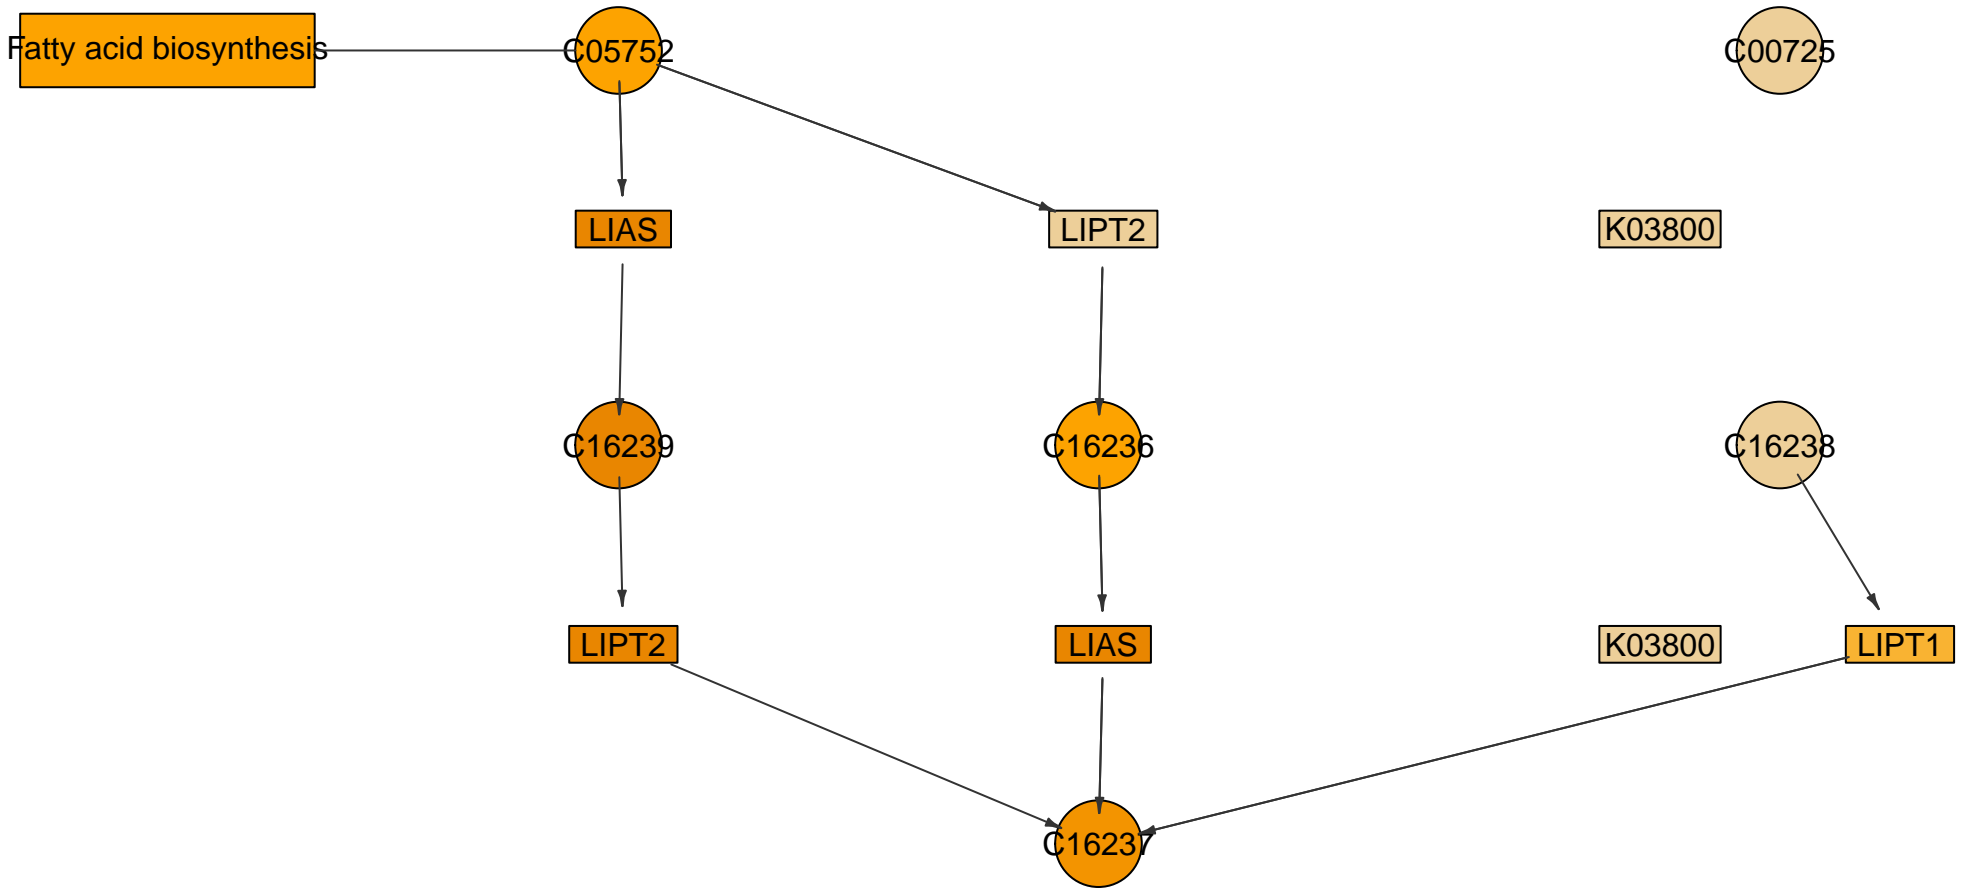 Fatty acid biosynthesis
C05752
C00725
LIAS
LIPT2
K03800
C16239
C16236
C16238
LIPT2
LIAS
K03800
LIPT1
C16237